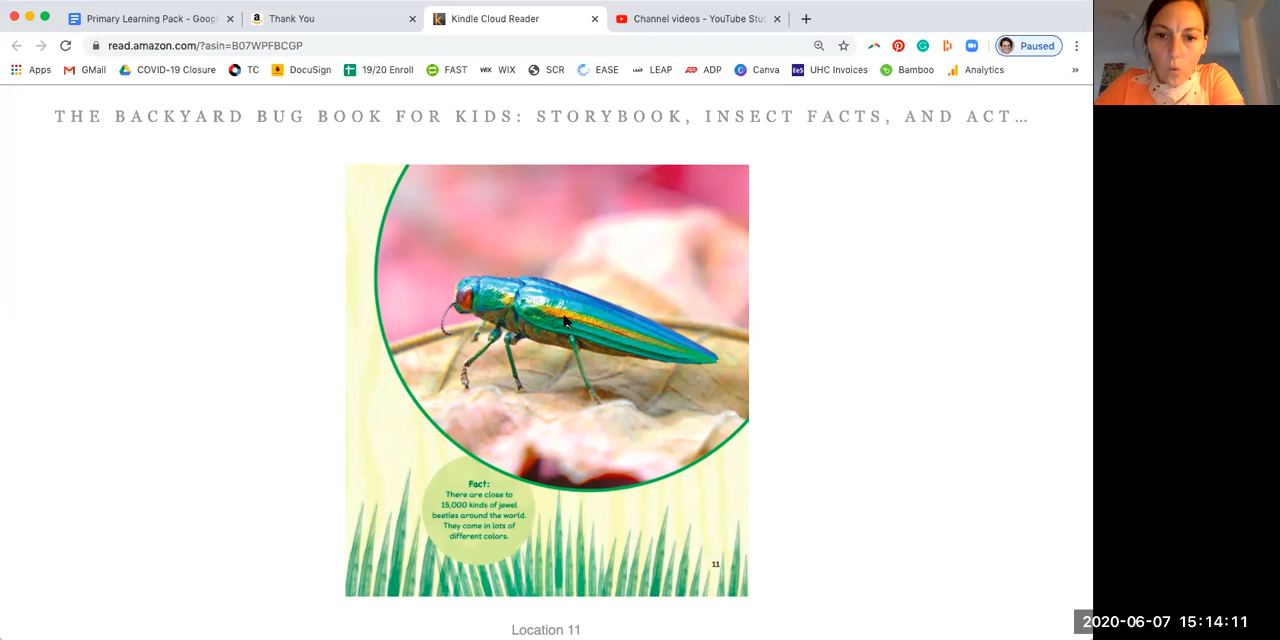 Primary Learning Pack - Googl
Thank You
Kindle Cloud Reader
Channel videos - YouTube Stu
read.amazon.com/?asin=B07WPFBCGP
Paused
Apps
GMail
COVID-19 Closure
TC
DocuSign
19/20 Enroll
FAST
WIX WIX
SCR
EASE
LEAP
ADP ADP
Canva
EeS UHC Invoices
Bamboo
Analytics
»
THE BACKYARD BUG BOOK FOR KIDS: STORYBOOK, INSECT FACTS, AND ACT...
Fact:
There are close to
15,000 kinds of jewel
beetles around the world.
They come in lots of
different colors.
11
Location 11
2020-06-07 15:14:11